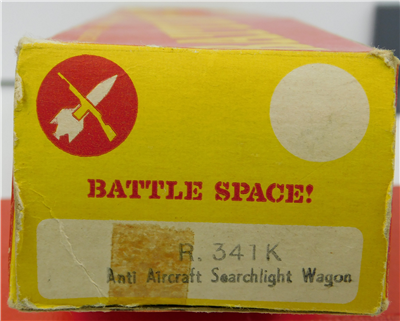 BATTLE SPACE!
R. 341K
Anti Aircraft Searchlight Wagon